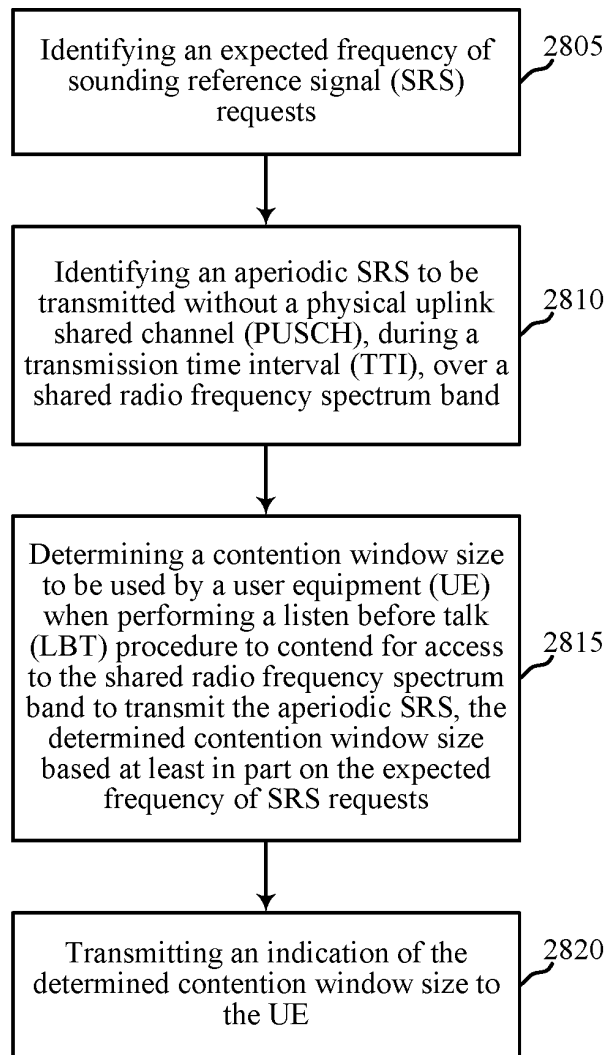 Identifying an expected frequency of
sounding reference signal (SRS)
requests
2805
Identifying an aperiodic SRS to be
transmitted without a physical uplink
shared channel (PUSCH), during a
transmission time interval (TTI), over a
shared radio frequency spectrum band
2810
Determining a contention window size
to be used by a user equipment (UE)
when performing a listen before talk
(LBT) procedure to contend for access
to the shared radio frequency spectrum
band to transmit the aperiodic SRS, the
determined contention window size
based at least in part on the expected
frequency of SRS requests
2815
Transmitting an indication of the
determined contention window size to
the UE
2820